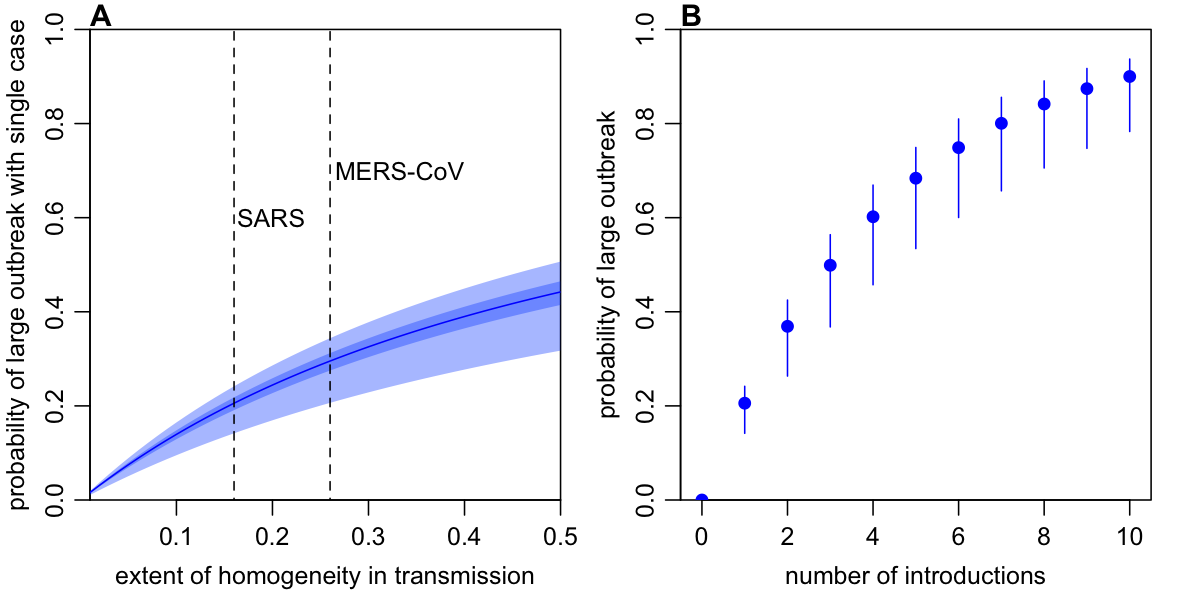 A
probability of large outbreak with single case
1.0
0.8
0.6
0.4
0.2
0.0
MERS-CoV
SARS
0.1 0.2 0.3 0.4 0.5
extent of homogeneity in transmission
B
probability of large outbreak
1.0
0.8
0.6
0.4
0.2
0.0
0 2 4 6 8 10
number of introductions